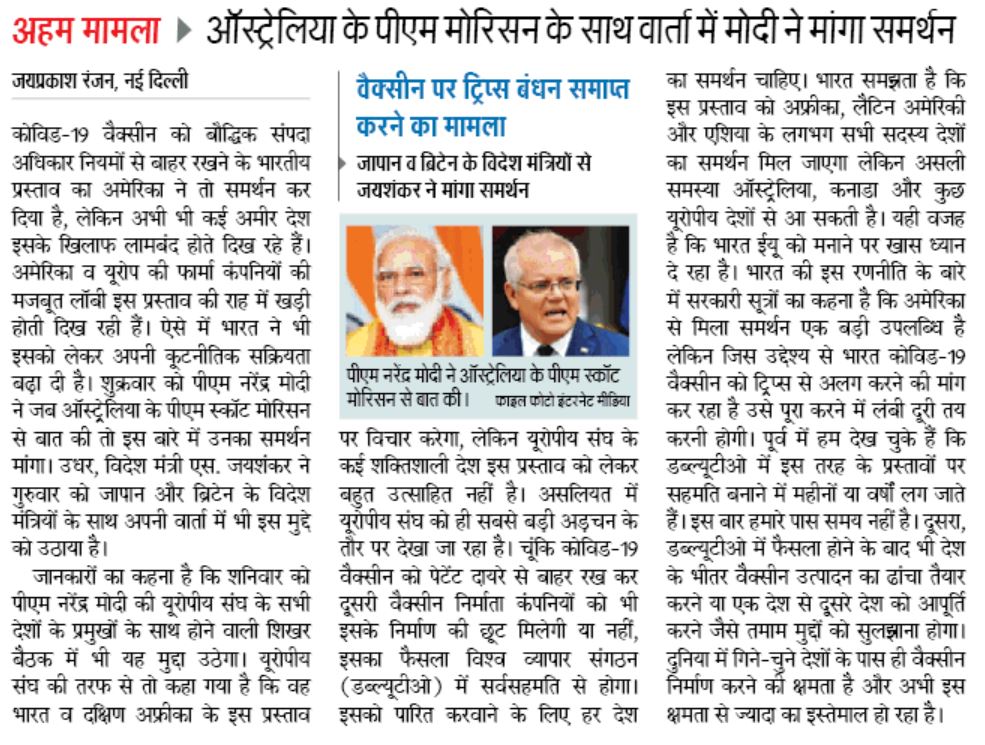 अहम मामला ▶ ऑस्ट्रेलिया के पीएम मोरिसन के साथ वार्ता में मोदी ने मांगा समर्थन
जयप्रकाश रंजन, नई दिल्ली
कोविड-19 वैक्सीन को बौद्धिक संपदा
अधिकार नियमों से बाहर रखने के भारतीय
प्रस्ताव का अमेरिका ने तो समर्थन कर
दिया है, लेकिन अभी भी कई अमीर देश
इसके खिलाफ लामबंद होते दिख रहे हैं।
अमेरिका व यूरोप की फार्मा कंपनियों की
मजबूत लॉबी इस प्रस्ताव की राह में खड़ी
होती दिख रही हैं। ऐसे में भारत ने भी
इसको लेकर अपनी कूटनीतिक सक्रियता
बढ़ा दी है। शुक्रवार को पीएम नरेंद्र मोदी
ने जब ऑस्ट्रेलिया के पीएम स्कॉट मोरिसन
से बात की तो इस बारे में उनका समर्थन
मांगा। उधर, विदेश मंत्री एस. जयशंकर ने
गुरुवार को जापान और ब्रिटेन के विदेश
मंत्रियों के साथ अपनी वार्ता में भी इस मुद्दे
को उठाया है।
जानकारों का कहना है कि शनिवार को
पीएम नरेंद्र मोदी की यूरोपीय संघ के सभी
देशों के प्रमुखों के साथ होने वाली शिखर
बैठक में भी यह मुद्दा उठेगा। यूरोपीय
संघ की तरफ से तो कहा गया है कि वह
भारत व दक्षिण अफ्रीका के इस प्रस्ताव
वैक्सीन पर ट्रिप्स बंधन समाप्त
करने का मामला
जापान व ब्रिटेन के विदेश मंत्रियों से
जयशंकर ने मांगा समर्थन
पीएम नरेंद्र मोदी ने ऑस्ट्रेलिया के पीएम स्कॉट
मोरिसन से बात की। फाइल फोटो इंटरनेट मीडिया
पर विचार करेगा, लेकिन यूरोपीय संघ के
कई शक्तिशाली देश इस प्रस्ताव को लेकर
बहुत उत्साहित नहीं है। असलियत में
यूरोपीय संघ को ही सबसे बड़ी अड़चन के
तौर पर देखा जा रहा है। चूंकि कोविड-19
वैक्सीन को पेटेंट दायरे से बाहर रख कर
दूसरी वैक्सीन निर्माता कंपनियों को भी
इसके निर्माण की छूट मिलेगी या नहीं,
इसका फैसला विश्व व्यापार संगठन
(डब्ल्यूटीओ) में सर्वसहमति से होगा।
इसको पारित करवाने के लिए हर देश
का समर्थन चाहिए। भारत समझता है कि
इस प्रस्ताव को अफ्रीका, लैटिन अमेरिकी
और एशिया के लगभग सभी सदस्य देशों
का समर्थन मिल जाएगा लेकिन असली
समस्या ऑस्ट्रेलिया, कनाडा और कुछ
यूरोपीय देशों से आ सकती है। यही वजह
है कि भारत ईयू को मनाने पर खास ध्यान
दे रहा है। भारत की इस रणनीति के बारे
में सरकारी सूत्रों का कहना है कि अमेरिका
से मिला समर्थन एक बड़ी उपलब्धि है
लेकिन जिस उद्देश्य से भारत कोविड-19
वैक्सीन को ट्रिप्स से अलग करने की मांग
कर रहा है उसे पूरा करने में लंबी दूरी तय
करनी होगी। पूर्व में हम देख चुके हैं कि
डब्ल्यूटीओ में इस तरह के प्रस्तावों पर
सहमति बनाने में महीनों या वर्षों लग जाते
हैं। इस बार हमारे पास समय नहीं है। दूसरा,
डब्ल्यूटीओ में फैसला होने के बाद भी देश
के भीतर वैक्सीन उत्पादन का ढांचा तैयार
करने या एक देश से दूसरे देश को आपूर्ति
करने जैसे तमाम मुद्दों को सुलझाना होगा।
दुनिया में गिने-चुने देशों के पास ही वैक्सीन
निर्माण करने की क्षमता है और अभी इस
क्षमता से ज्यादा का इस्तेमाल हो रहा है।